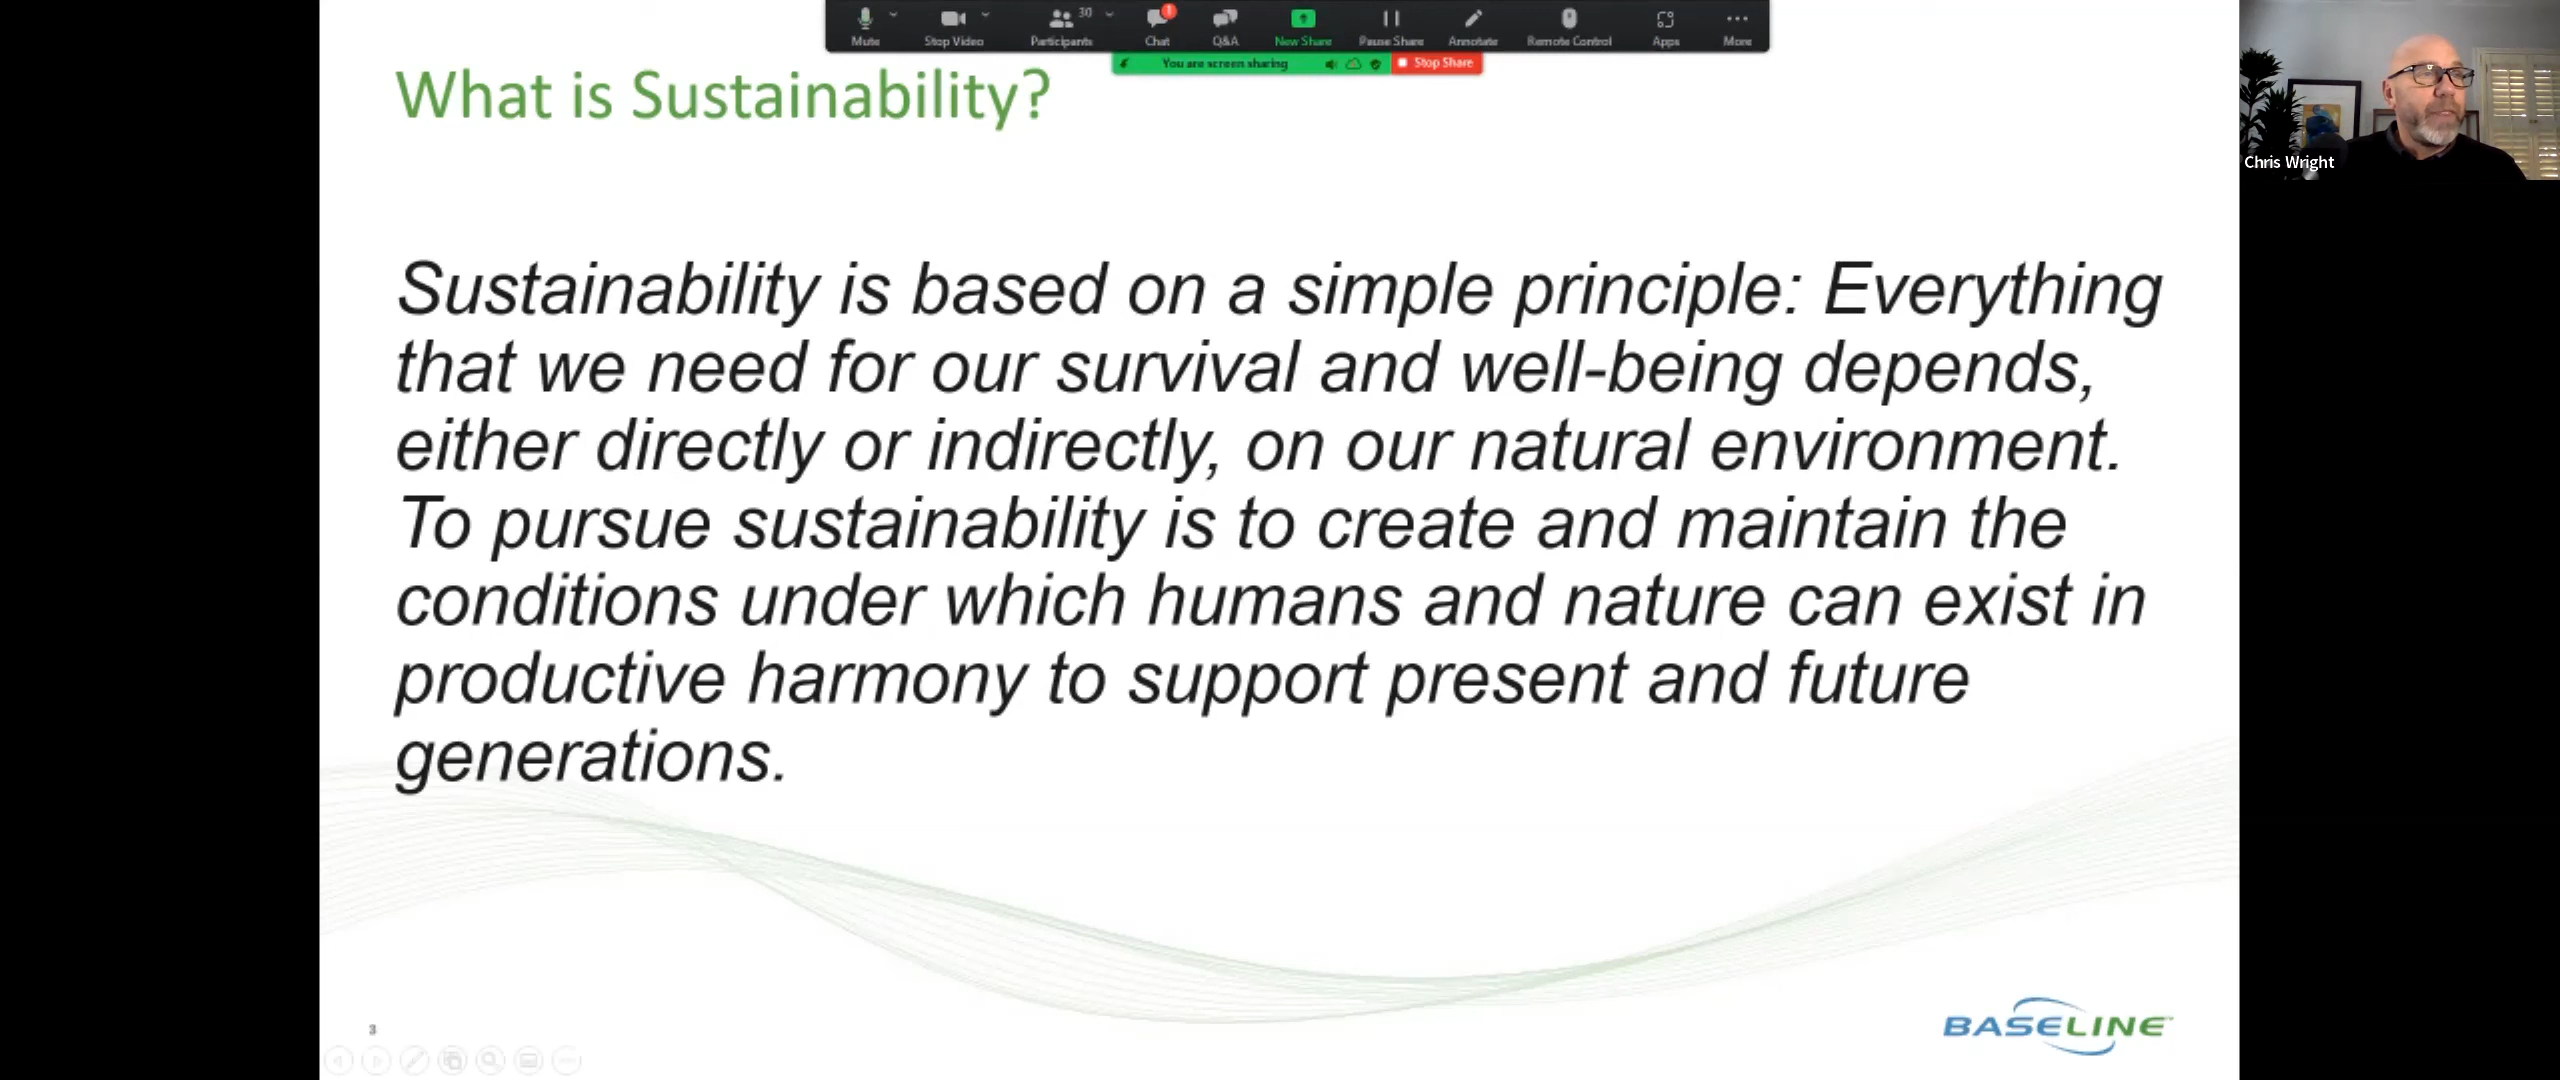 Mute
Stop Video
Participants
30
Chat
1
Q&A
New Share
Pause Share
Annotate
Remote Control
Apps
More
You are screen sharing
Stop Share
What is Sustainability?
Chris Wright
Sustainability is based on a simple principle: Everything
that we need for our survival and well-being depends,
either directly or indirectly, on our natural environment.
To pursue sustainability is to create and maintain the
conditions under which humans and nature can exist in
productive harmony to support present and future
generations.
3
BASELINE